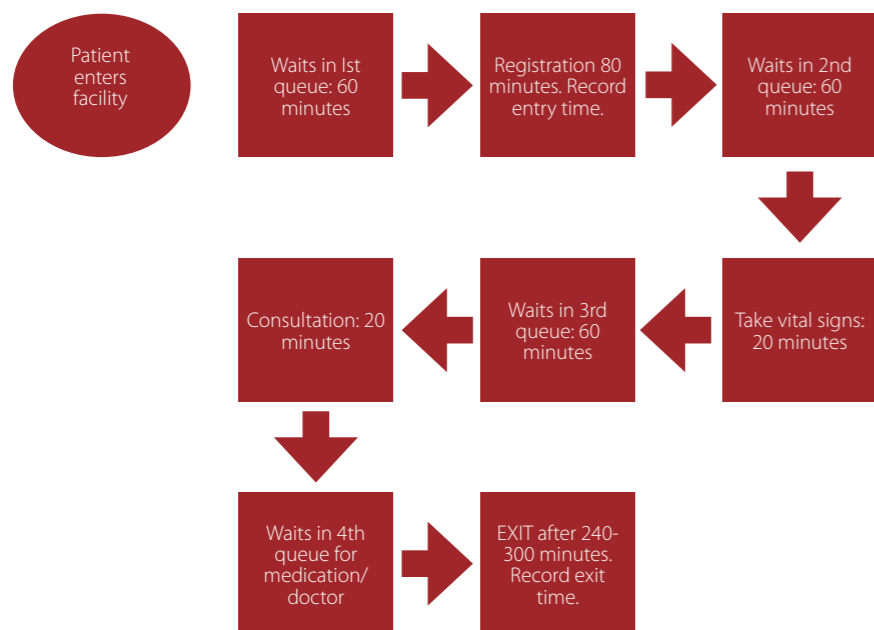 Patient
enters
facility
Waits in Ist
queue: 60
minutes
Registration 80
minutes. Record
entry time.
Waits in 2nd
queue: 60
minutes
Take vital signs:
20 minutes
Waits in 3rd
queue: 60
minutes
Consultation: 20
minutes
Waits in 4th
queue for
medication/
doctor
EXIT after 240-
300 minutes.
Record exit
time.